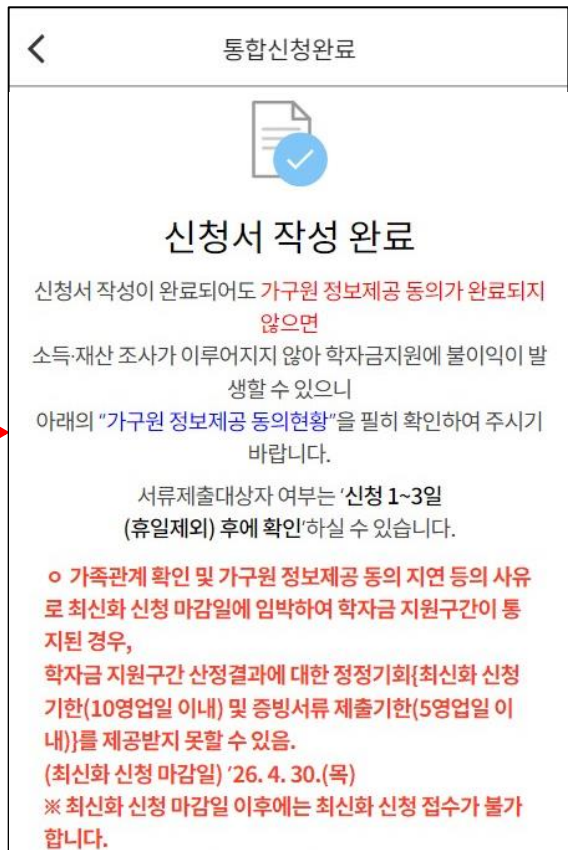 통합신청완료
신청서 작성 완료
신청서 작성이 완료되어도 가구원 정보제공 동의가 완료되지
않으면
소득·재산 조사가 이루어지지 않아 학자금지원에 불이익이 발
생할 수 있으니
아래의 "가구원 정보제공 동의현황"을 필히 확인하여 주시기
바랍니다.
서류제출대상자 여부는 '신청 1~3일
(휴일제외) 후에 확인'하실 수 있습니다.
ㅇ 가족관계 확인 및 가구원 정보제공 동의 지연 등의 사유
로 최신화 신청 마감일에 임박하여 학자금 지원구간이 통
지된 경우,
학자금 지원구간 산정결과에 대한 정정기회{최신화 신청
기한(10영업일 이내) 및 증빙서류 제출기한(5영업일 이
내)}를 제공받지 못할 수 있음.
(최신화 신청 마감일) '26. 4. 30.(목)
※ 최신화 신청 마감일 이후에는 최신화 신청 접수가 불가
합니다.